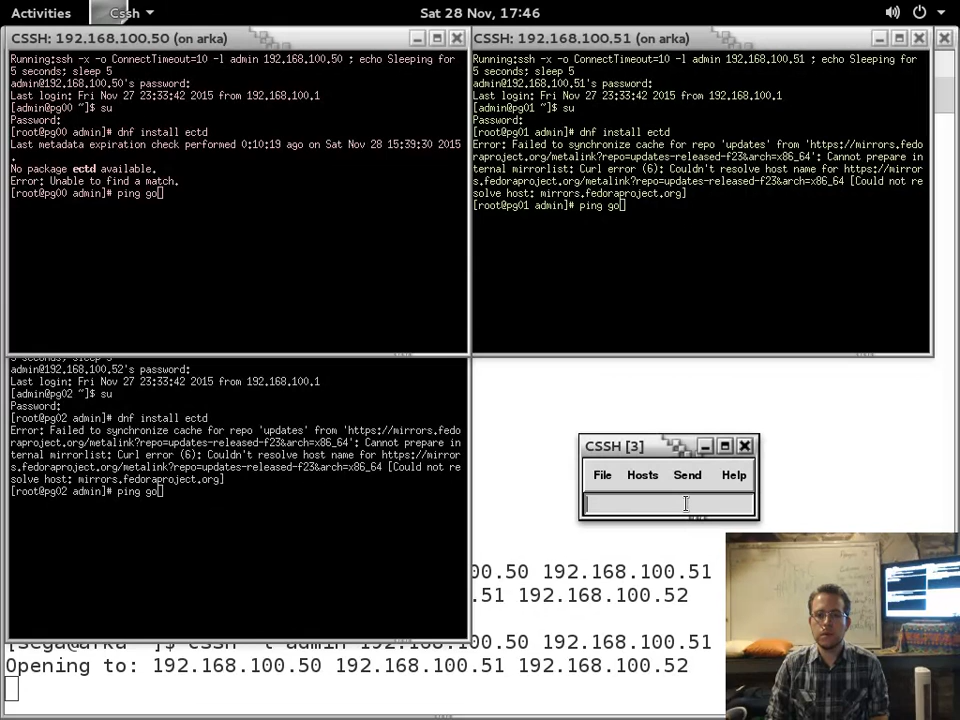 Activities
Cssh
Sat 28 Nov, 17:46
CSSH: 192.168.100.50 (on arka)
Running:ssh -x -o ConnectTimeout=10 -l admin 192.168.100.50 ; echo Sleeping for
5 seconds; sleep 5
admin@192.168.100.50's password:
Last login: Fri Nov 27 23:33:42 2015 from 192.168.100.1
[admin@pg00 ~]$ su
Password:
[root@pg00 admin]# dnf install ectd
Last metadata expiration check performed 0:10:19 ago on Sat Nov 28 15:39:30 2015
.
No package ectd available.
Error: Unable to find a match.
[root@pg00 admin]# ping go
CSSH: 192.168.100.51 (on arka)
Running:ssh -x -o ConnectTimeout=10 -l admin 192.168.100.51 ; echo Sleeping for
5 seconds; sleep 5
admin@192.168.100.51's password:
Last login: Fri Nov 27 23:33:42 2015 from 192.168.100.1
[admin@pg01 ~]$ su
Password:
[root@pg01 admin]# dnf install ectd
Error: Failed to synchronize cache for repo 'updates' from 'https://mirrors.fedo
raproject.org/metalink?repo=updates-released-f23&arch=x86_64': Cannot prepare in
ternal mirrorlist: Curl error (6): Couldn't resolve host name for https://mirror
s.fedoraproject.org/metalink?repo=updates-released-f23&arch=x86_64 [Could not re
solve host: mirrors.fedoraproject.org]
[root@pg01 admin]# ping go
5 seconds; sleep 5
admin@192.168.100.52's password:
Last login: Fri Nov 27 23:33:42 2015 from 192.168.100.1
[admin@pg02 ~]$ su
Password:
[root@pg02 admin]# dnf install ectd
Error: Failed to synchronize cache for repo 'updates' from 'https://mirrors.fedo
raproject.org/metalink?repo=updates-released-f23&arch=x86_64': Cannot prepare in
ternal mirrorlist: Curl error (6): Couldn't resolve host name for https://mirror
s.fedoraproject.org/metalink?repo=updates-released-f23&arch=x86_64 [Could not re
solve host: mirrors.fedoraproject.org]
[root@pg02 admin]# ping go
CSSH [3]
File Hosts Send Help
00.50 192.168.100.51
.51 192.168.100.52
[sega@arka ~]$ cssh -l admin 192.168.100.50 192.168.100.51
Opening to: 192.168.100.50 192.168.100.51 192.168.100.52